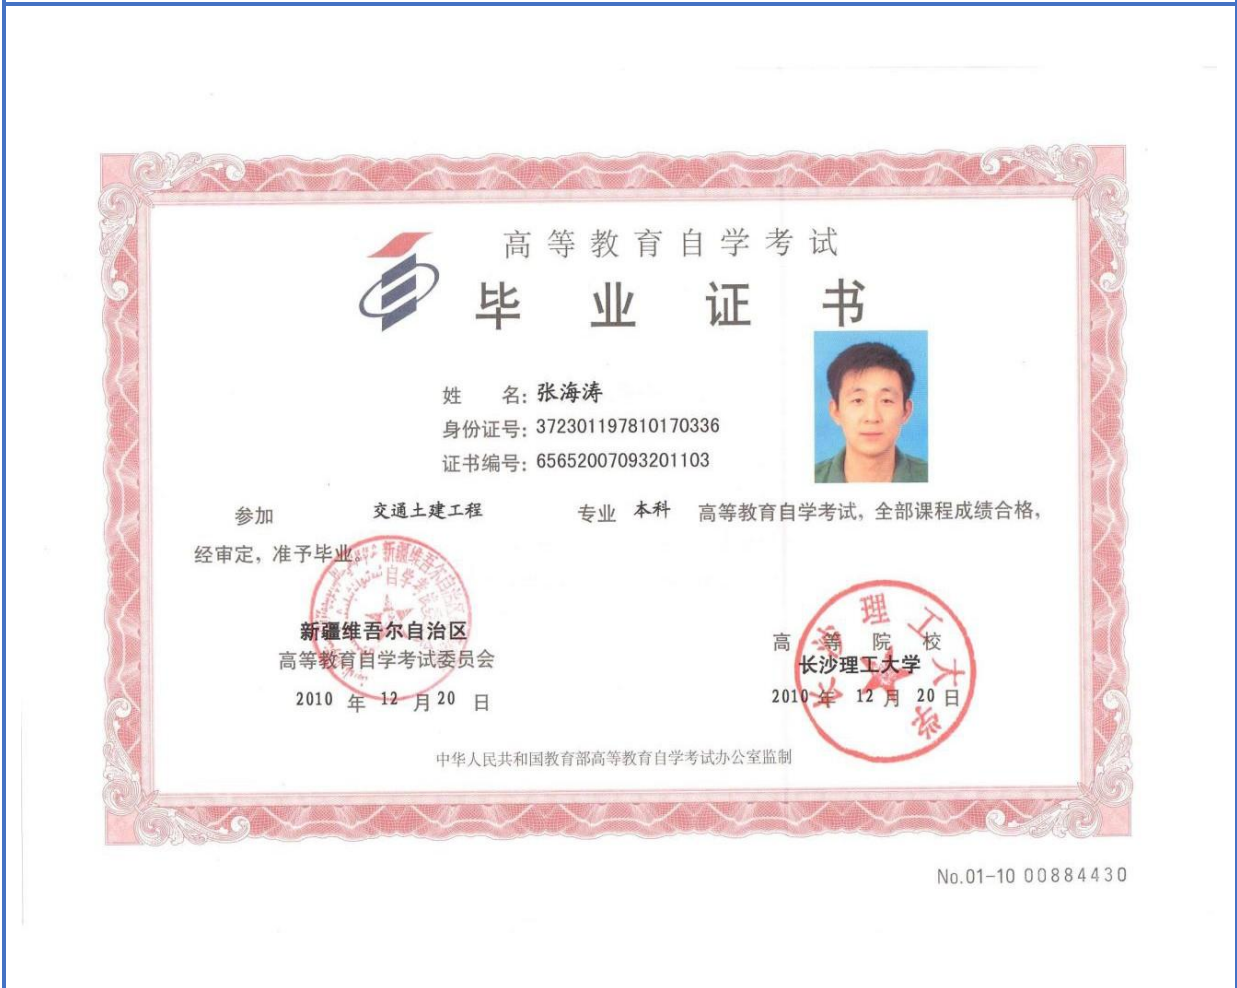 高等教育自学考试
毕业证书
姓 名: 张海涛
身份证号: 372301197810170336
证书编号: 65652007093201103
参加 交通土建工程 专业 本科 高等教育自学考试, 全部课程成绩合格,
经审定, 准予毕业。
新疆维吾尔自治区
高等教育自学考试委员会
2010 年 12 月 20 日
高等院校
长沙理工大学
2010 年 12 月 20 日
长沙理工大学
中华人民共和国教育部高等教育自学考试办公室监制
No.01-10 00884430